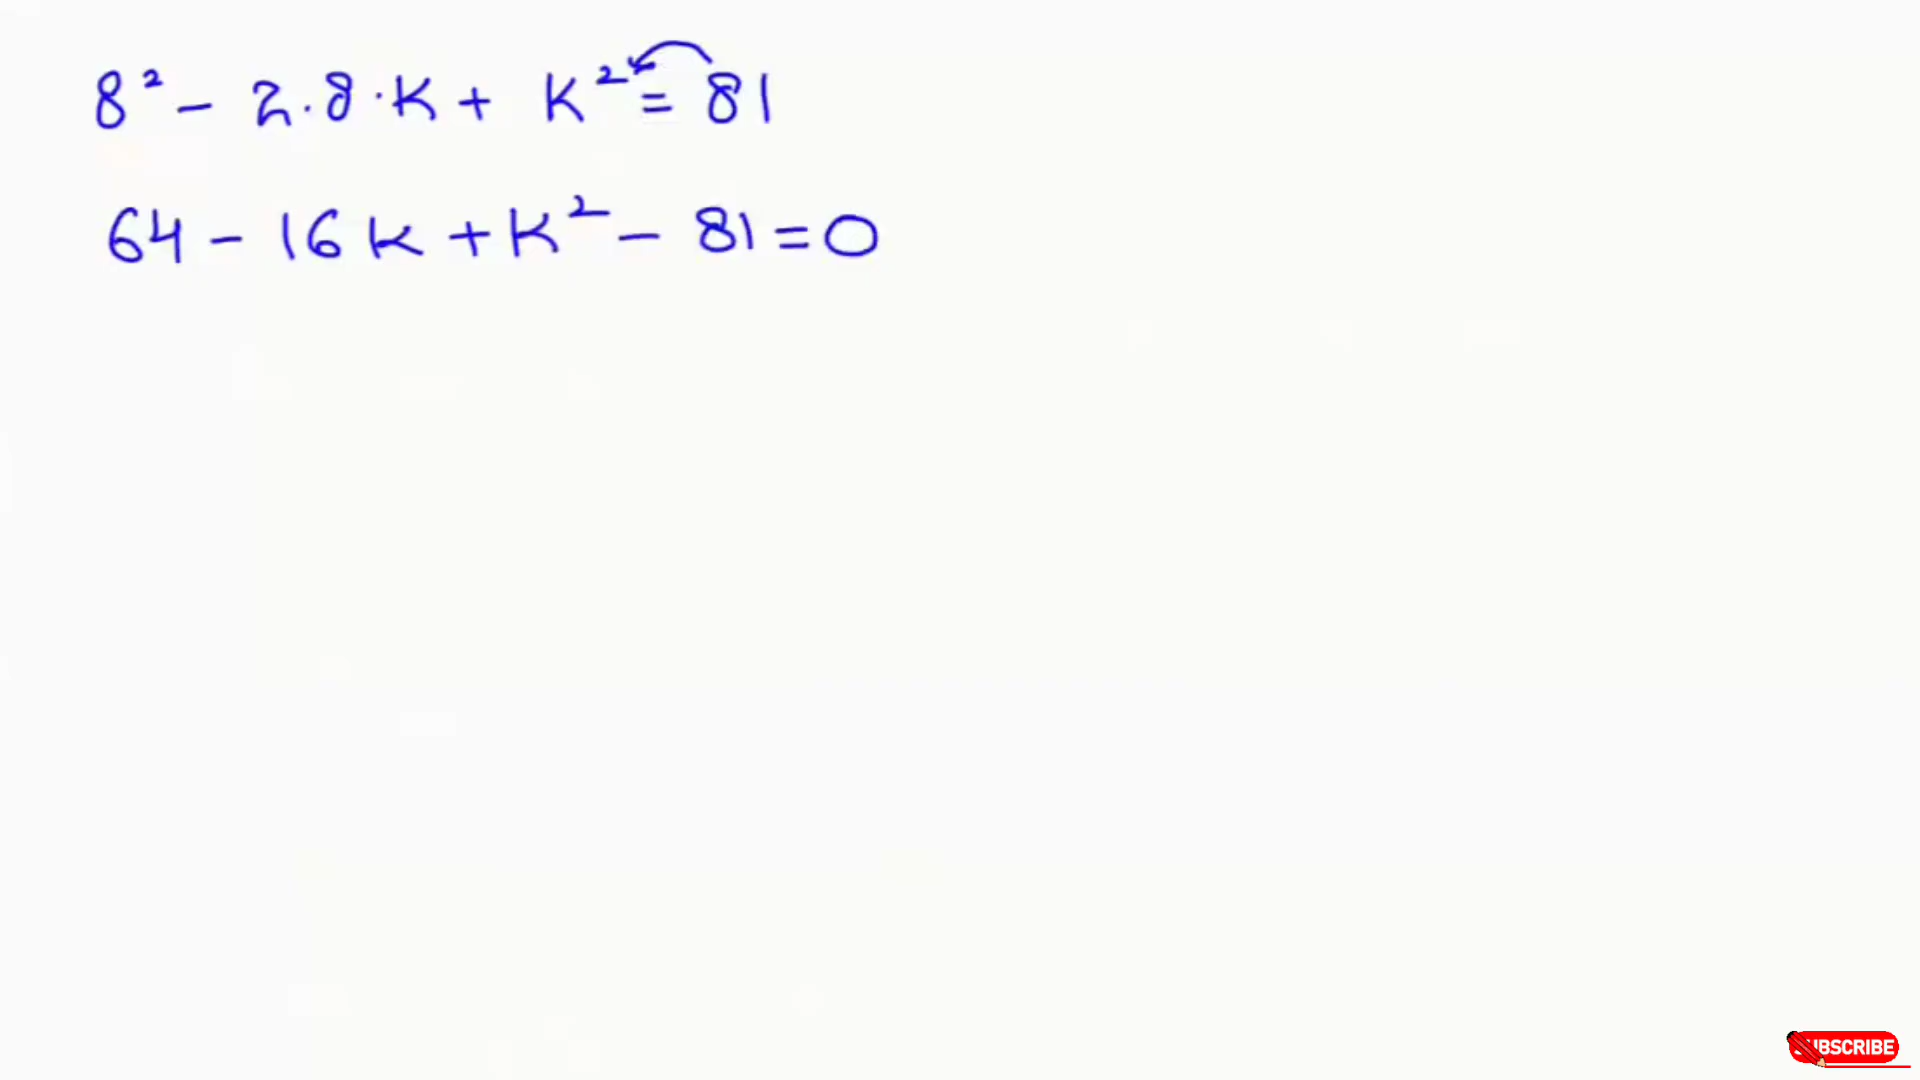 8² - 2.8.K + K² = 81
64 - 16K + K² - 81 = 0
SUBSCRIBE